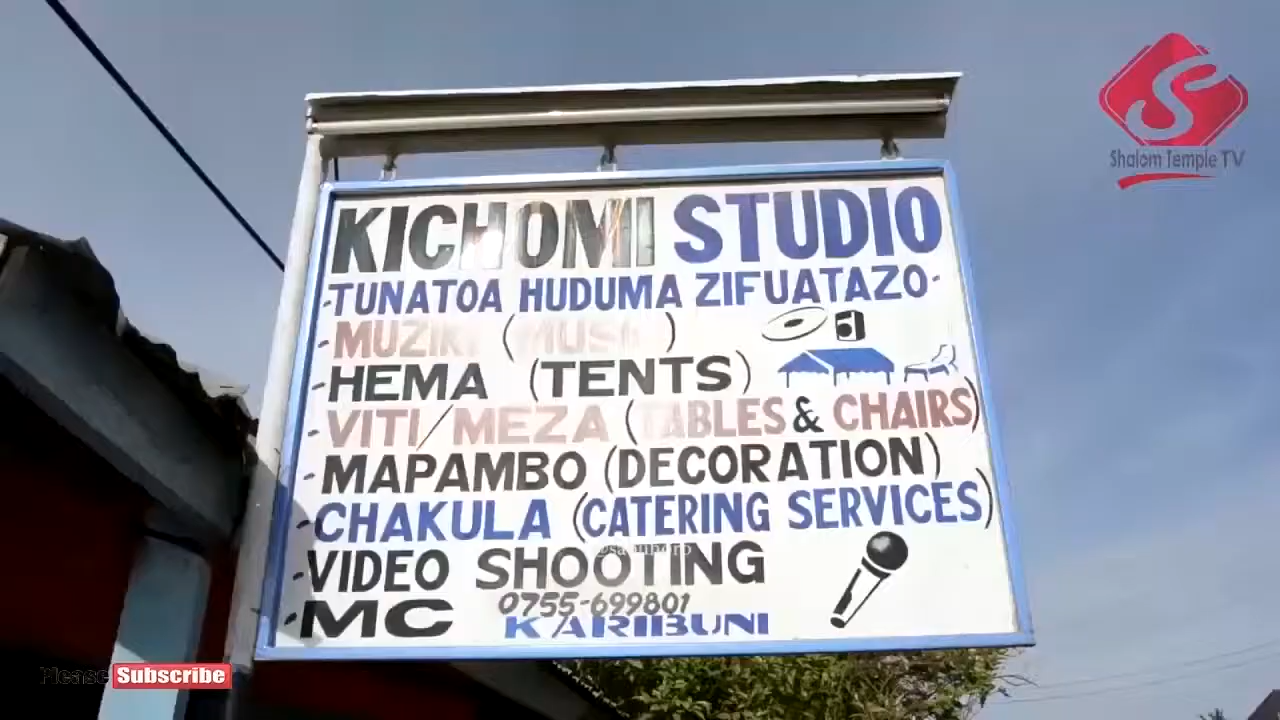 Shalom Temple TV
KICHOMI STUDIO
-TUNATOA HUDUMA ZIFUATAZO-
-MUZIKI (MUSIC)
-HEMA (TENTS)
-VITI/MEZA (TABLES & CHAIRS)
-MAPAMBO (DECORATION)
-CHAKULA (CATERING SERVICES)
-VIDEO SHOOTING
-MC 0755-699801
KARIBUNI
Please Subscribe